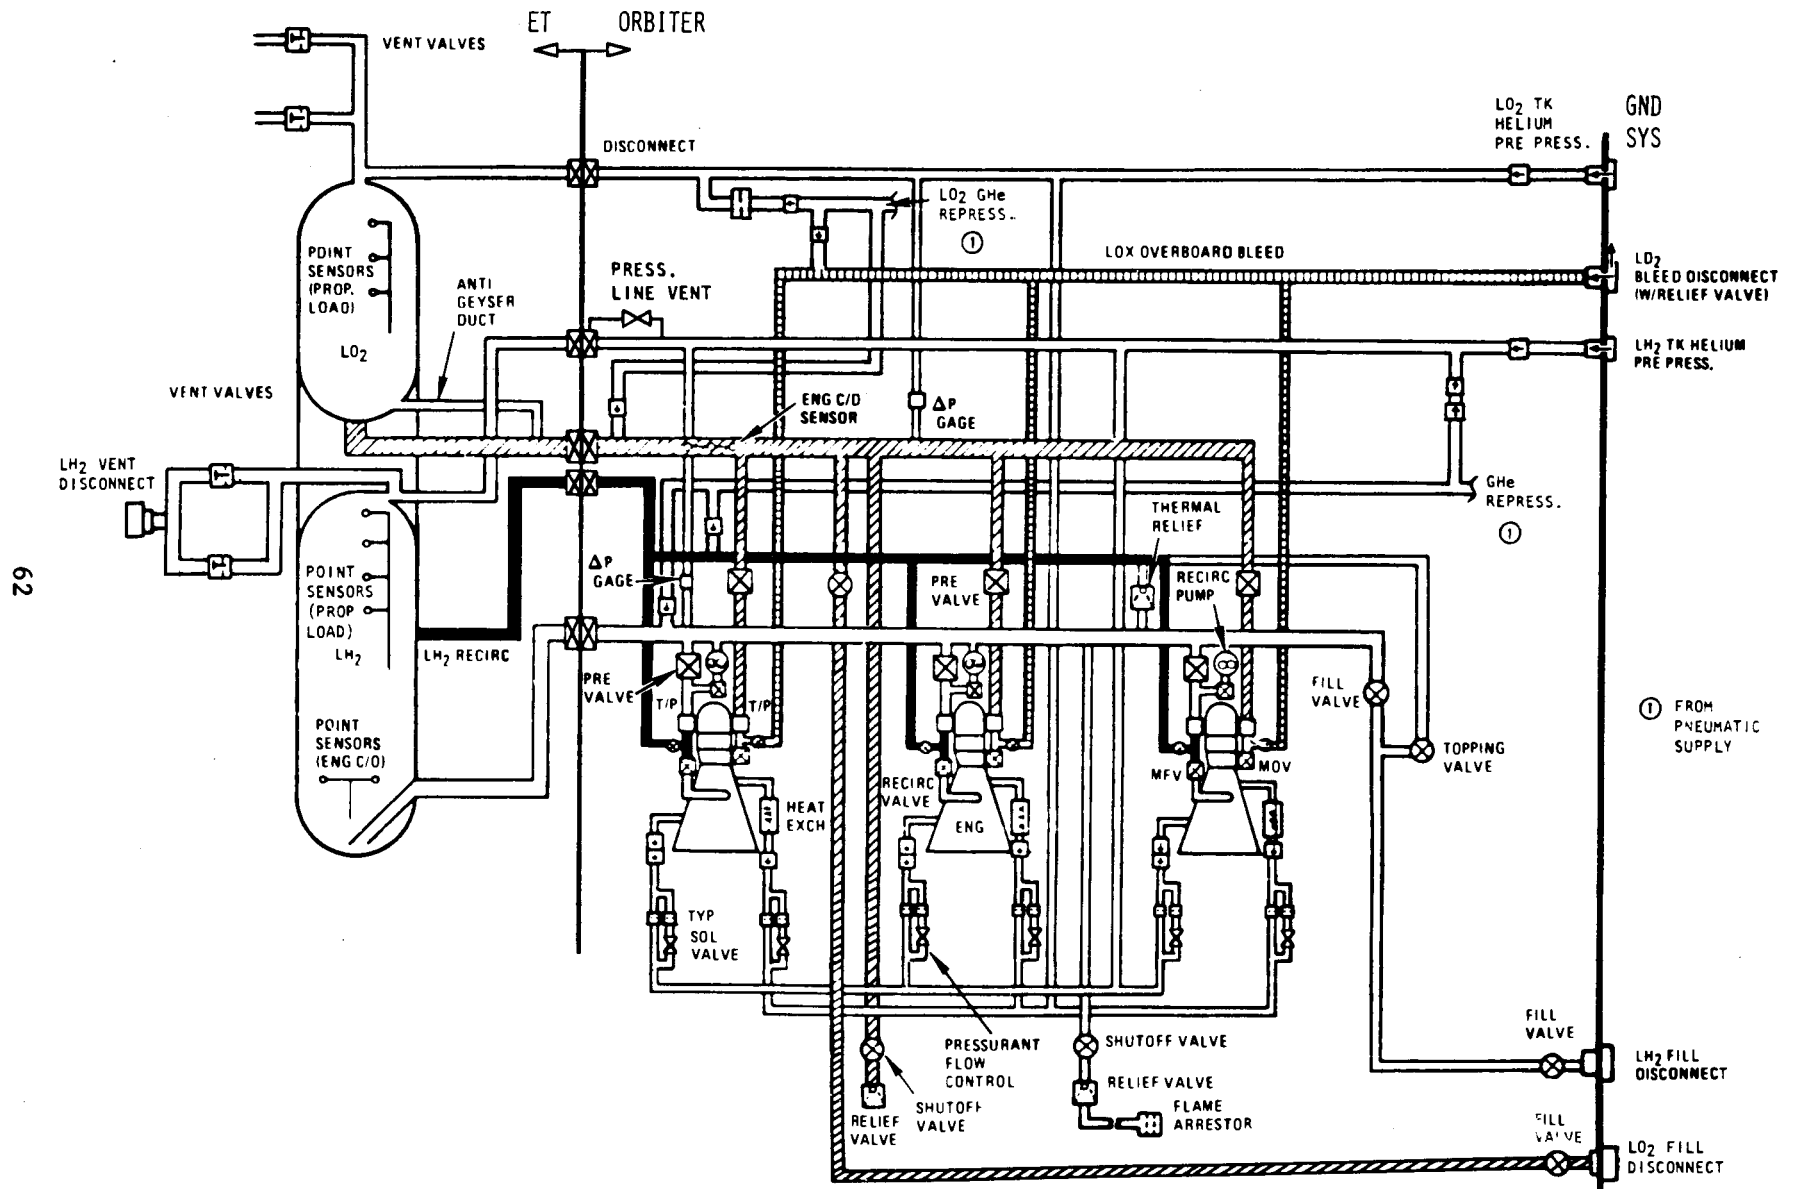 ET ORBITER
VENT VALVES
DISCONNECT
LO2 TK
HELIUM
PRE PRESS.
GND
SYS
LO2 GHe
REPRESS.
1
POINT
SENSORS
(PROP.
LOAD)
LO2
ANTI
GEYSER
DUCT
PRESS.
LINE VENT
LOX OVERBOARD BLEED
LO2
BLEED DISCONNECT
(W/RELIEF VALVE)
LH2 TK HELIUM
PRE PRESS.
VENT VALVES
ENG C/D
SENSOR
ΔP
GAGE
LH2 VENT
DISCONNECT
GHe
REPRESS.
1
THERMAL
RELIEF
POINT
SENSORS
(PROP
LOAD)
LH2
LH2 RECIRC
ΔP
GAGE
PRE
VALVE
RECIRC
PUMP
PRE
VALVE
T/P
T/P
FILL
VALVE
1 FROM
PNEUMATIC
SUPPLY
POINT
SENSORS
(ENG C/O)
TOPPING
VALVE
RECIRC
VALVE
MFV
MOV
HEAT
EXCH
ENG
TYP
SOL
VALVE
PRESSURANT
FLOW
CONTROL
SHUTOFF VALVE
RELIEF VALVE
FLAME
ARRESTOR
SHUTOFF
VALVE
RELIEF
VALVE
FILL
VALVE
LH2 FILL
DISCONNECT
FILL
VALVE
LO2 FILL
DISCONNECT
62